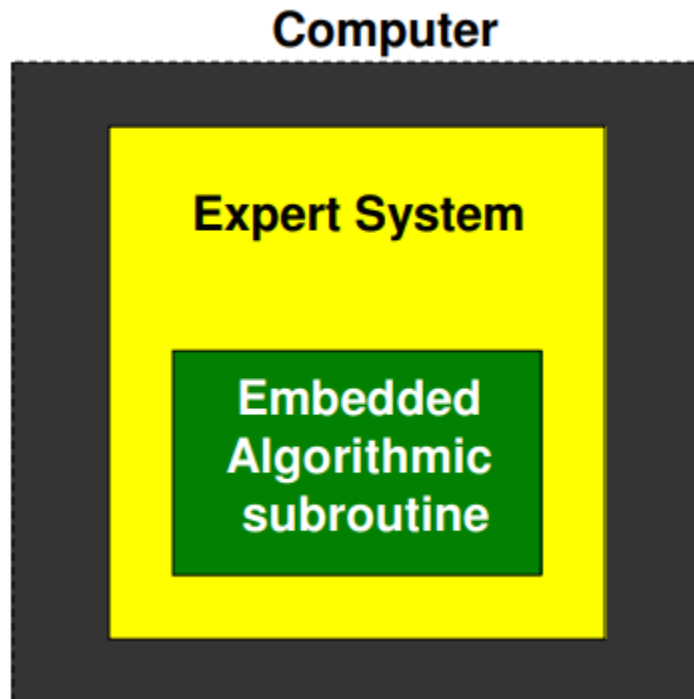 Computer
Expert System
Embedded
Algorithmic
subroutine